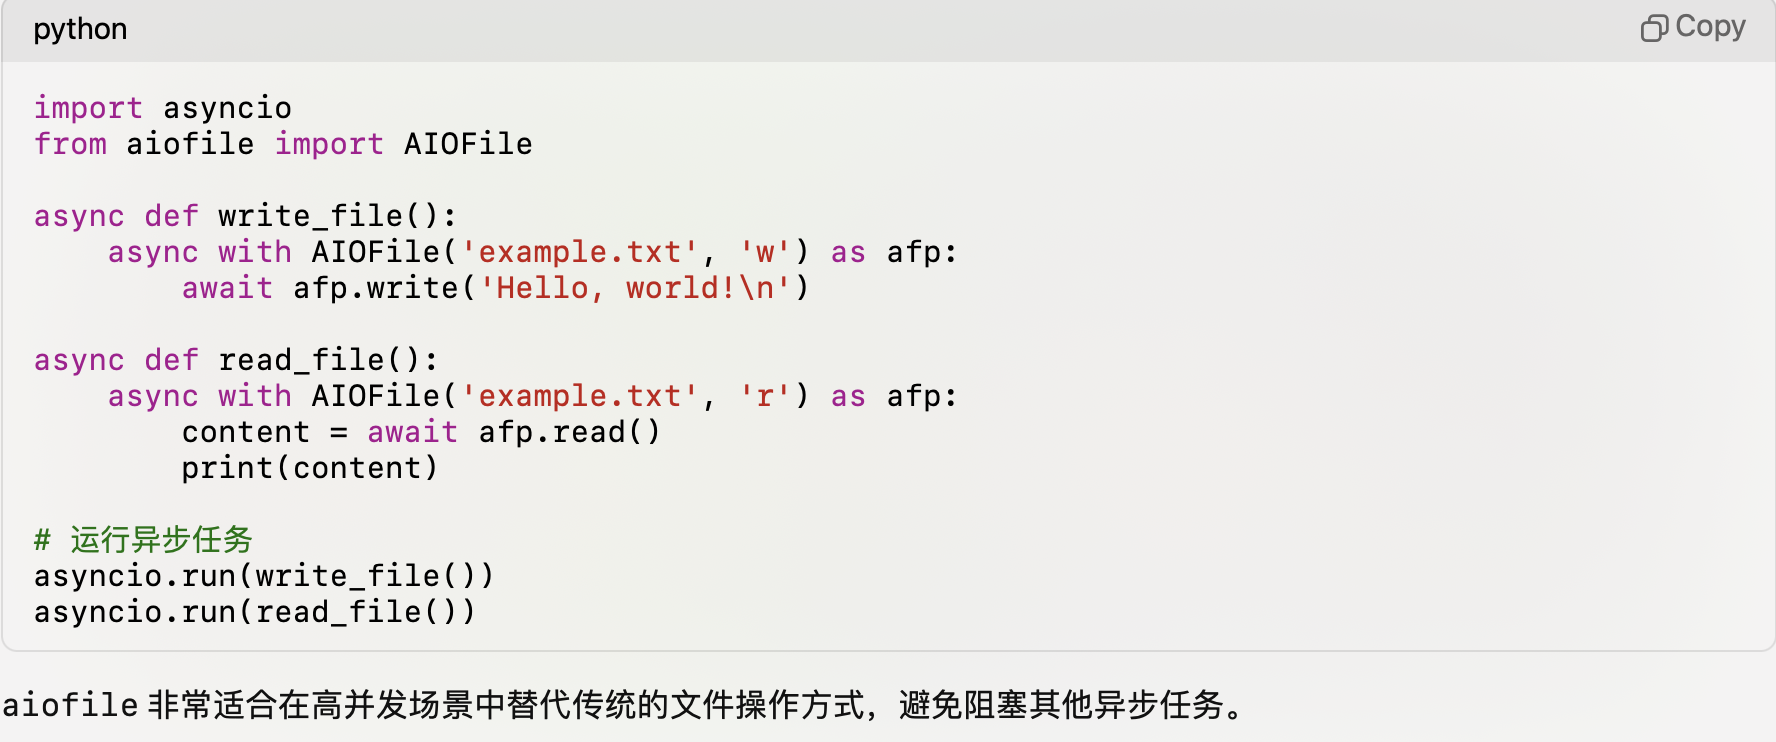 python
Copy
import asyncio
from aiofile import AIOFile
async def write_file():
    async with AIOFile('example.txt', 'w') as afp:
        await afp.write('Hello, world!\n')
async def read_file():
    async with AIOFile('example.txt', 'r') as afp:
        content = await afp.read()
        print(content)
# 运行异步任务
asyncio.run(write_file())
asyncio.run(read_file())
aiofile 非常适合在高并发场景中替代传统的文件操作方式，避免阻塞其他异步任务。